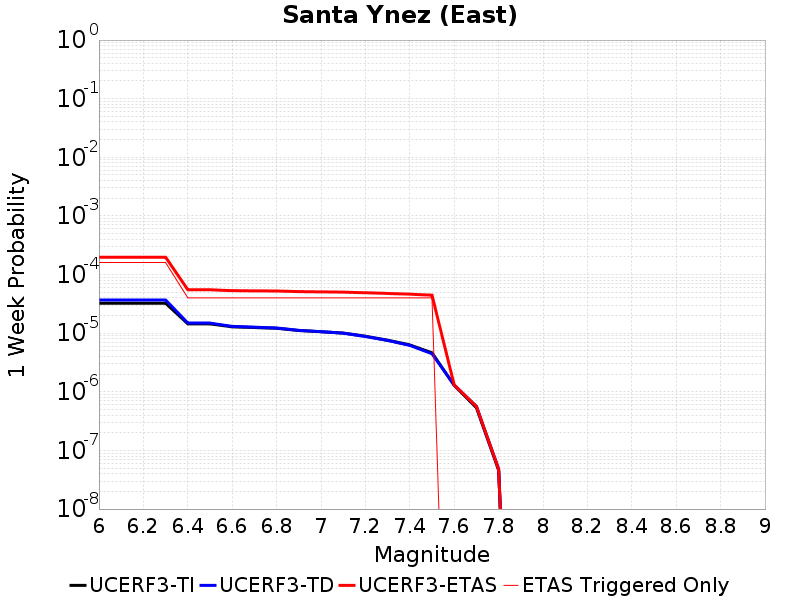 Santa Ynez (East)
10^0
10^-1
10^-2
10^-3
10^-4
10^-5
10^-6
10^-7
10^-8
1 Week Probability
6 6.2 6.4 6.6 6.8 7 7.2 7.4 7.6 7.8 8 8.2 8.4 8.6 8.8 9
Magnitude
UCERF3-TI UCERF3-TD UCERF3-ETAS ETAS Triggered Only